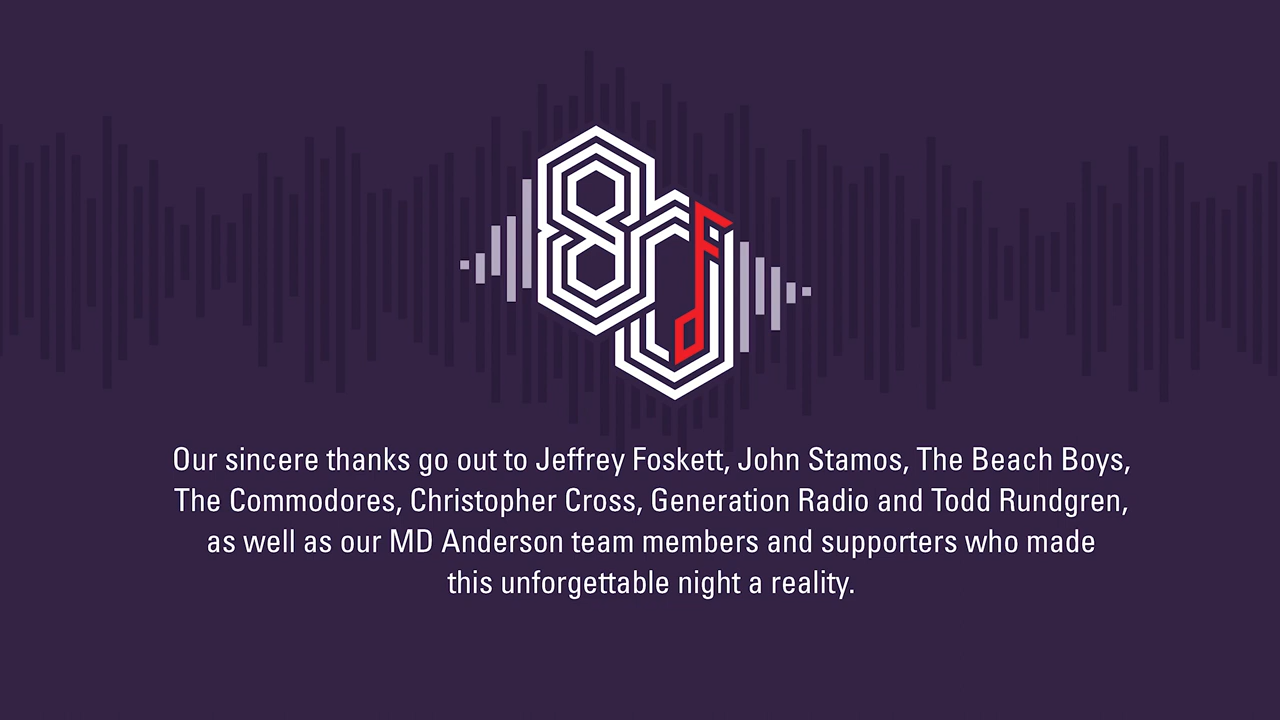 80
Our sincere thanks go out to Jeffrey Foskett, John Stamos, The Beach Boys,
The Commodores, Christopher Cross, Generation Radio and Todd Rundgren,
as well as our MD Anderson team members and supporters who made
this unforgettable night a reality.